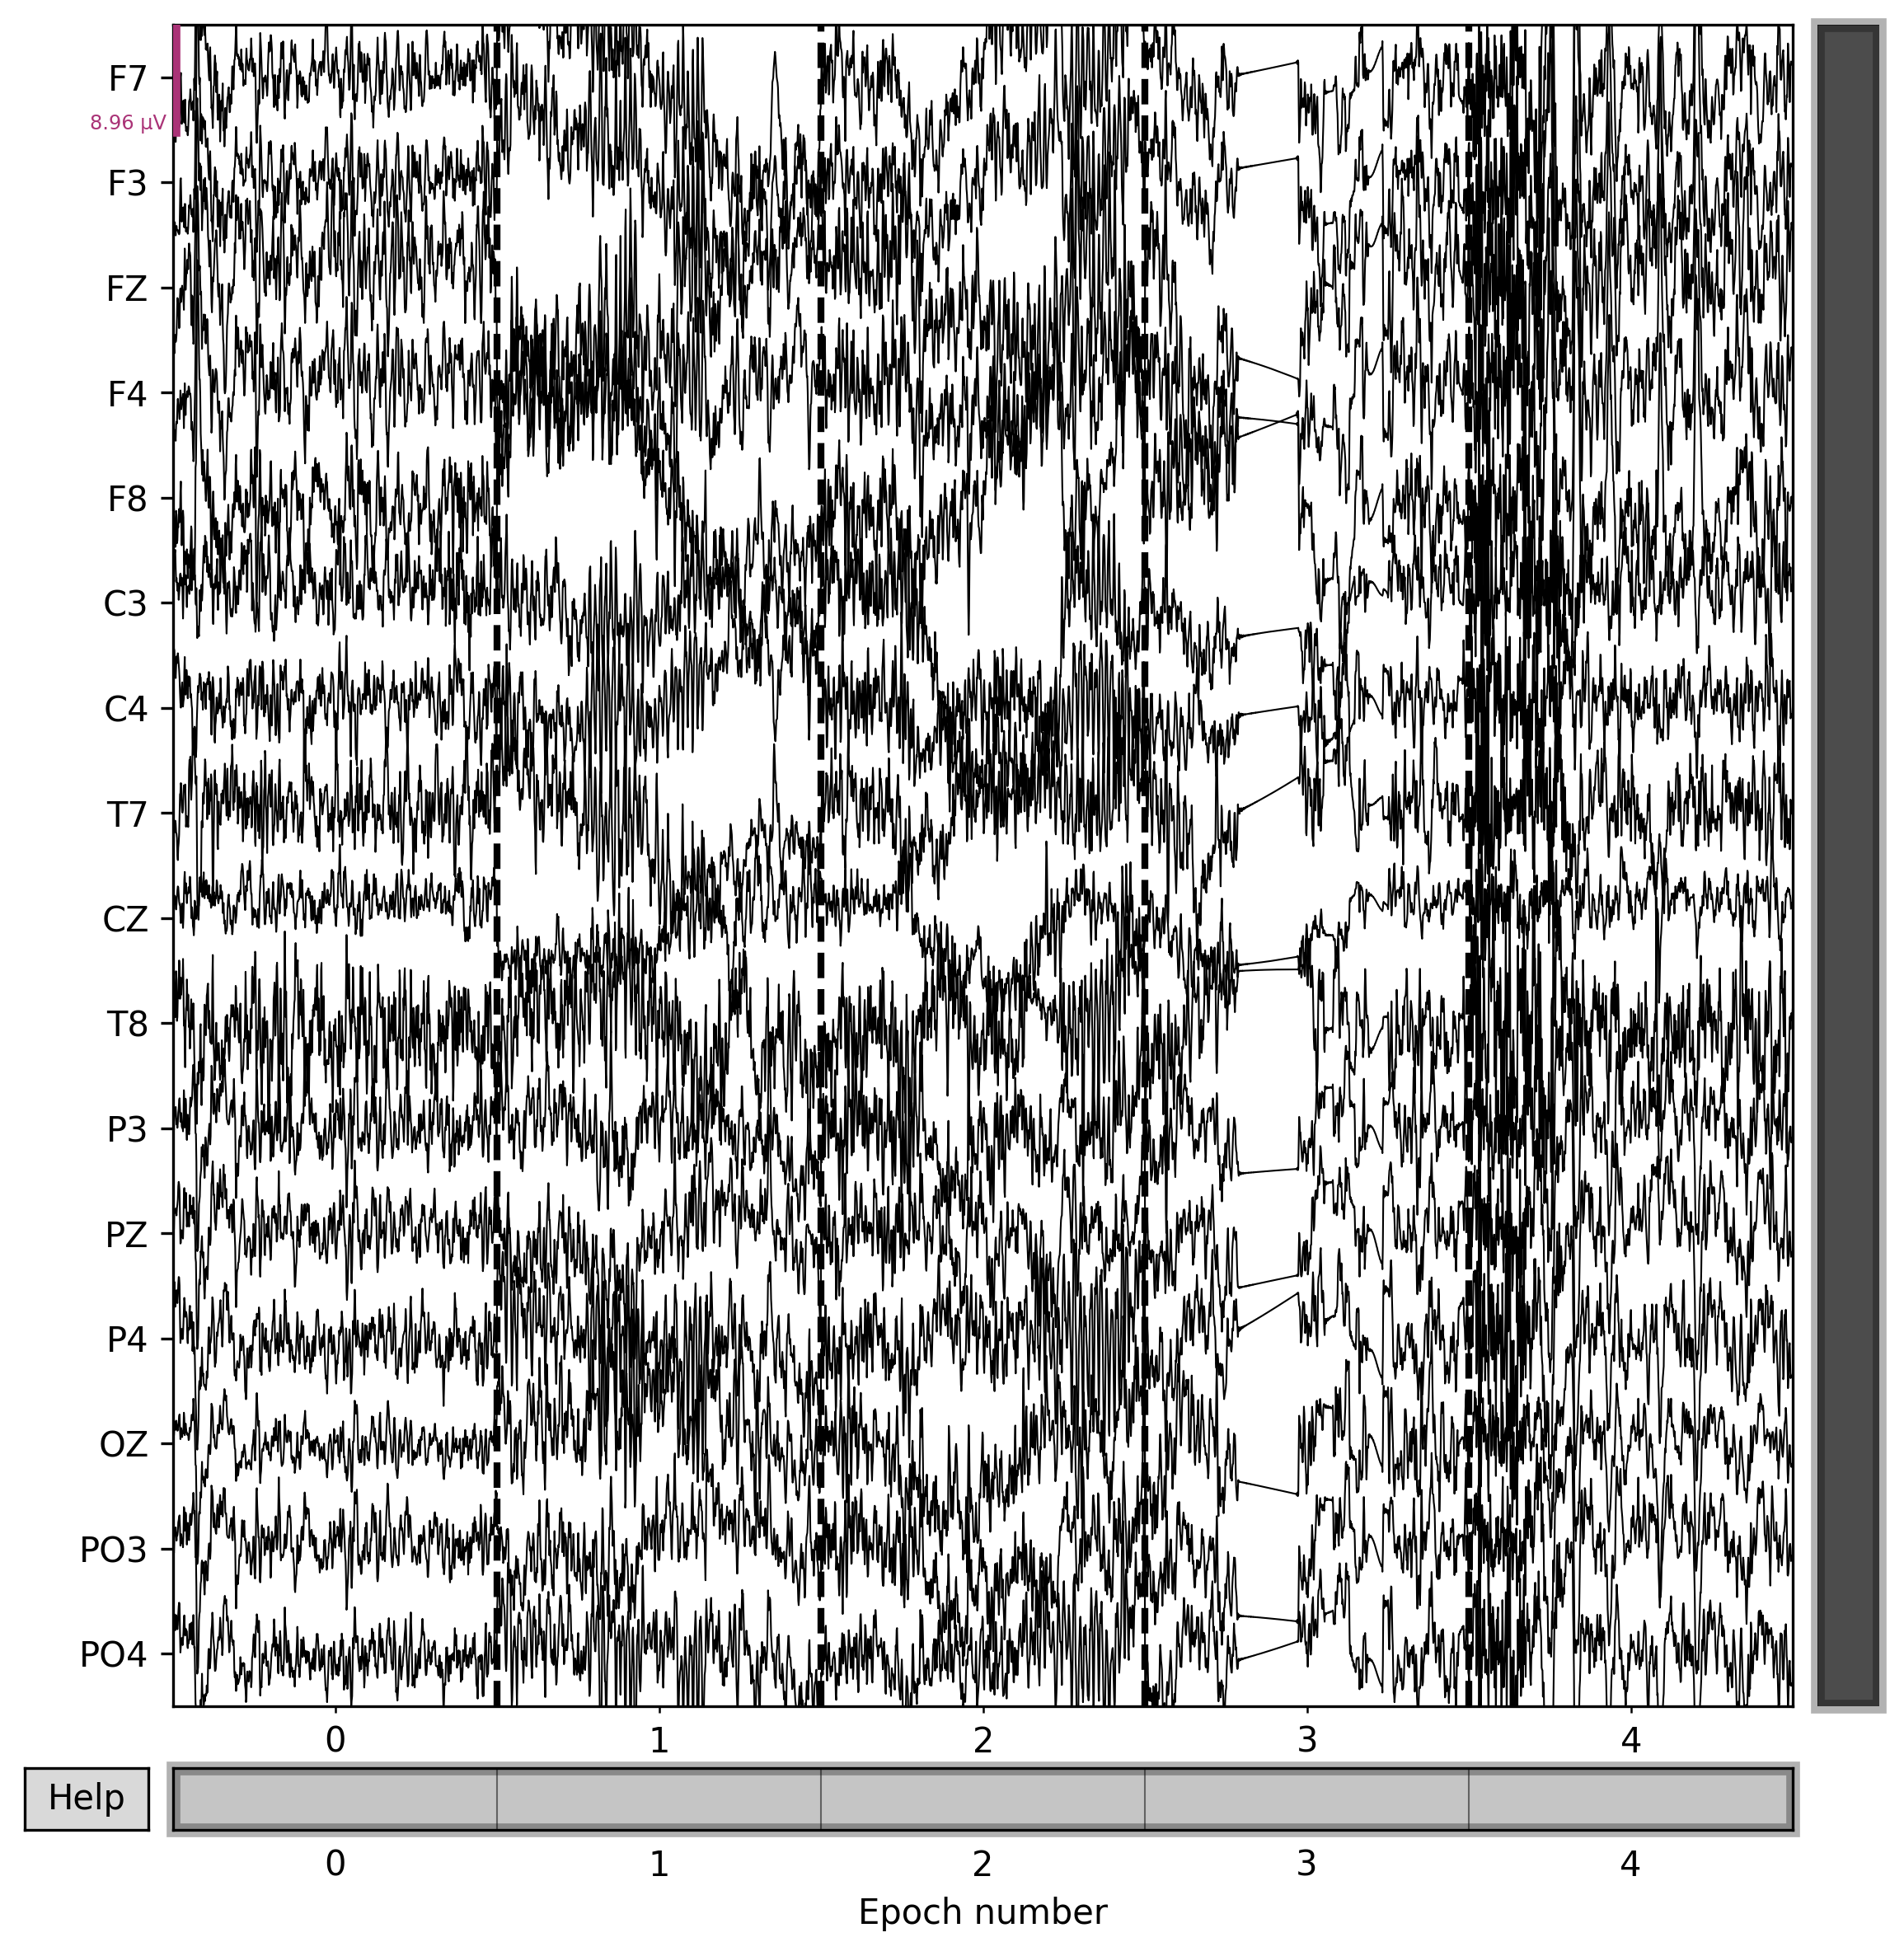 F7
8.96 µV
F3
FZ
F4
F8
C3
C4
T7
CZ
T8
P3
PZ
P4
OZ
PO3
PO4
0 1 2 3 4
Help
0 1 2 3 4
Epoch number